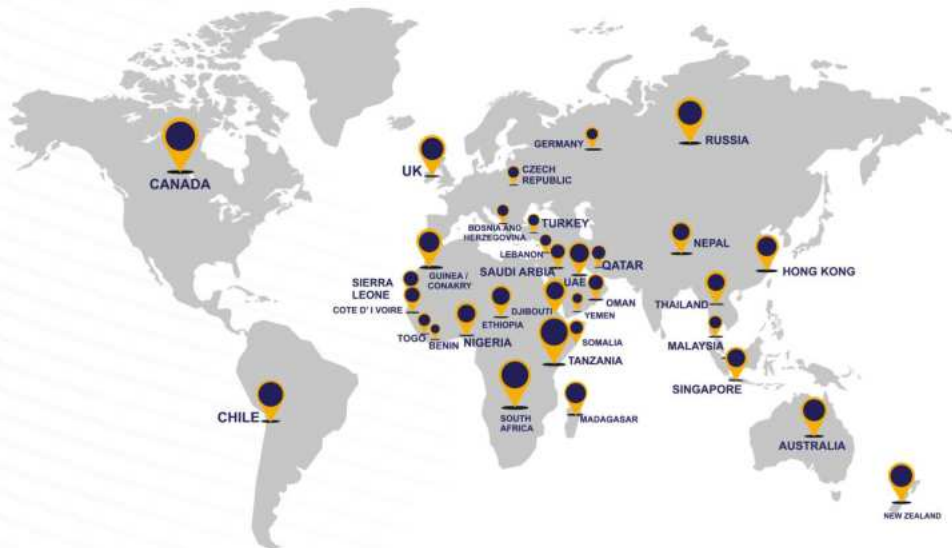 CANADA
UK
GERMANY
RUSSIA
CZECH
REPUBLIC
BOSNIA AND
HERZEGOVINA
TURKEY
LEBANON
NEPAL
HONG KONG
GUINEA /
CONAKRY
SAUDI ARBIA
UAE
QATAR
SIERRA
LEONE
COTE D' I VOIRE
DJIBOUTI
OMAN
YEMEN
THAILAND
ETHIOPIA
TOGO
BENIN
NIGERIA
SOMALIA
TANZANIA
MALAYSIA
SINGAPORE
CHILE
SOUTH
AFRICA
MADAGASAR
AUSTRALIA
NEW ZEALAND